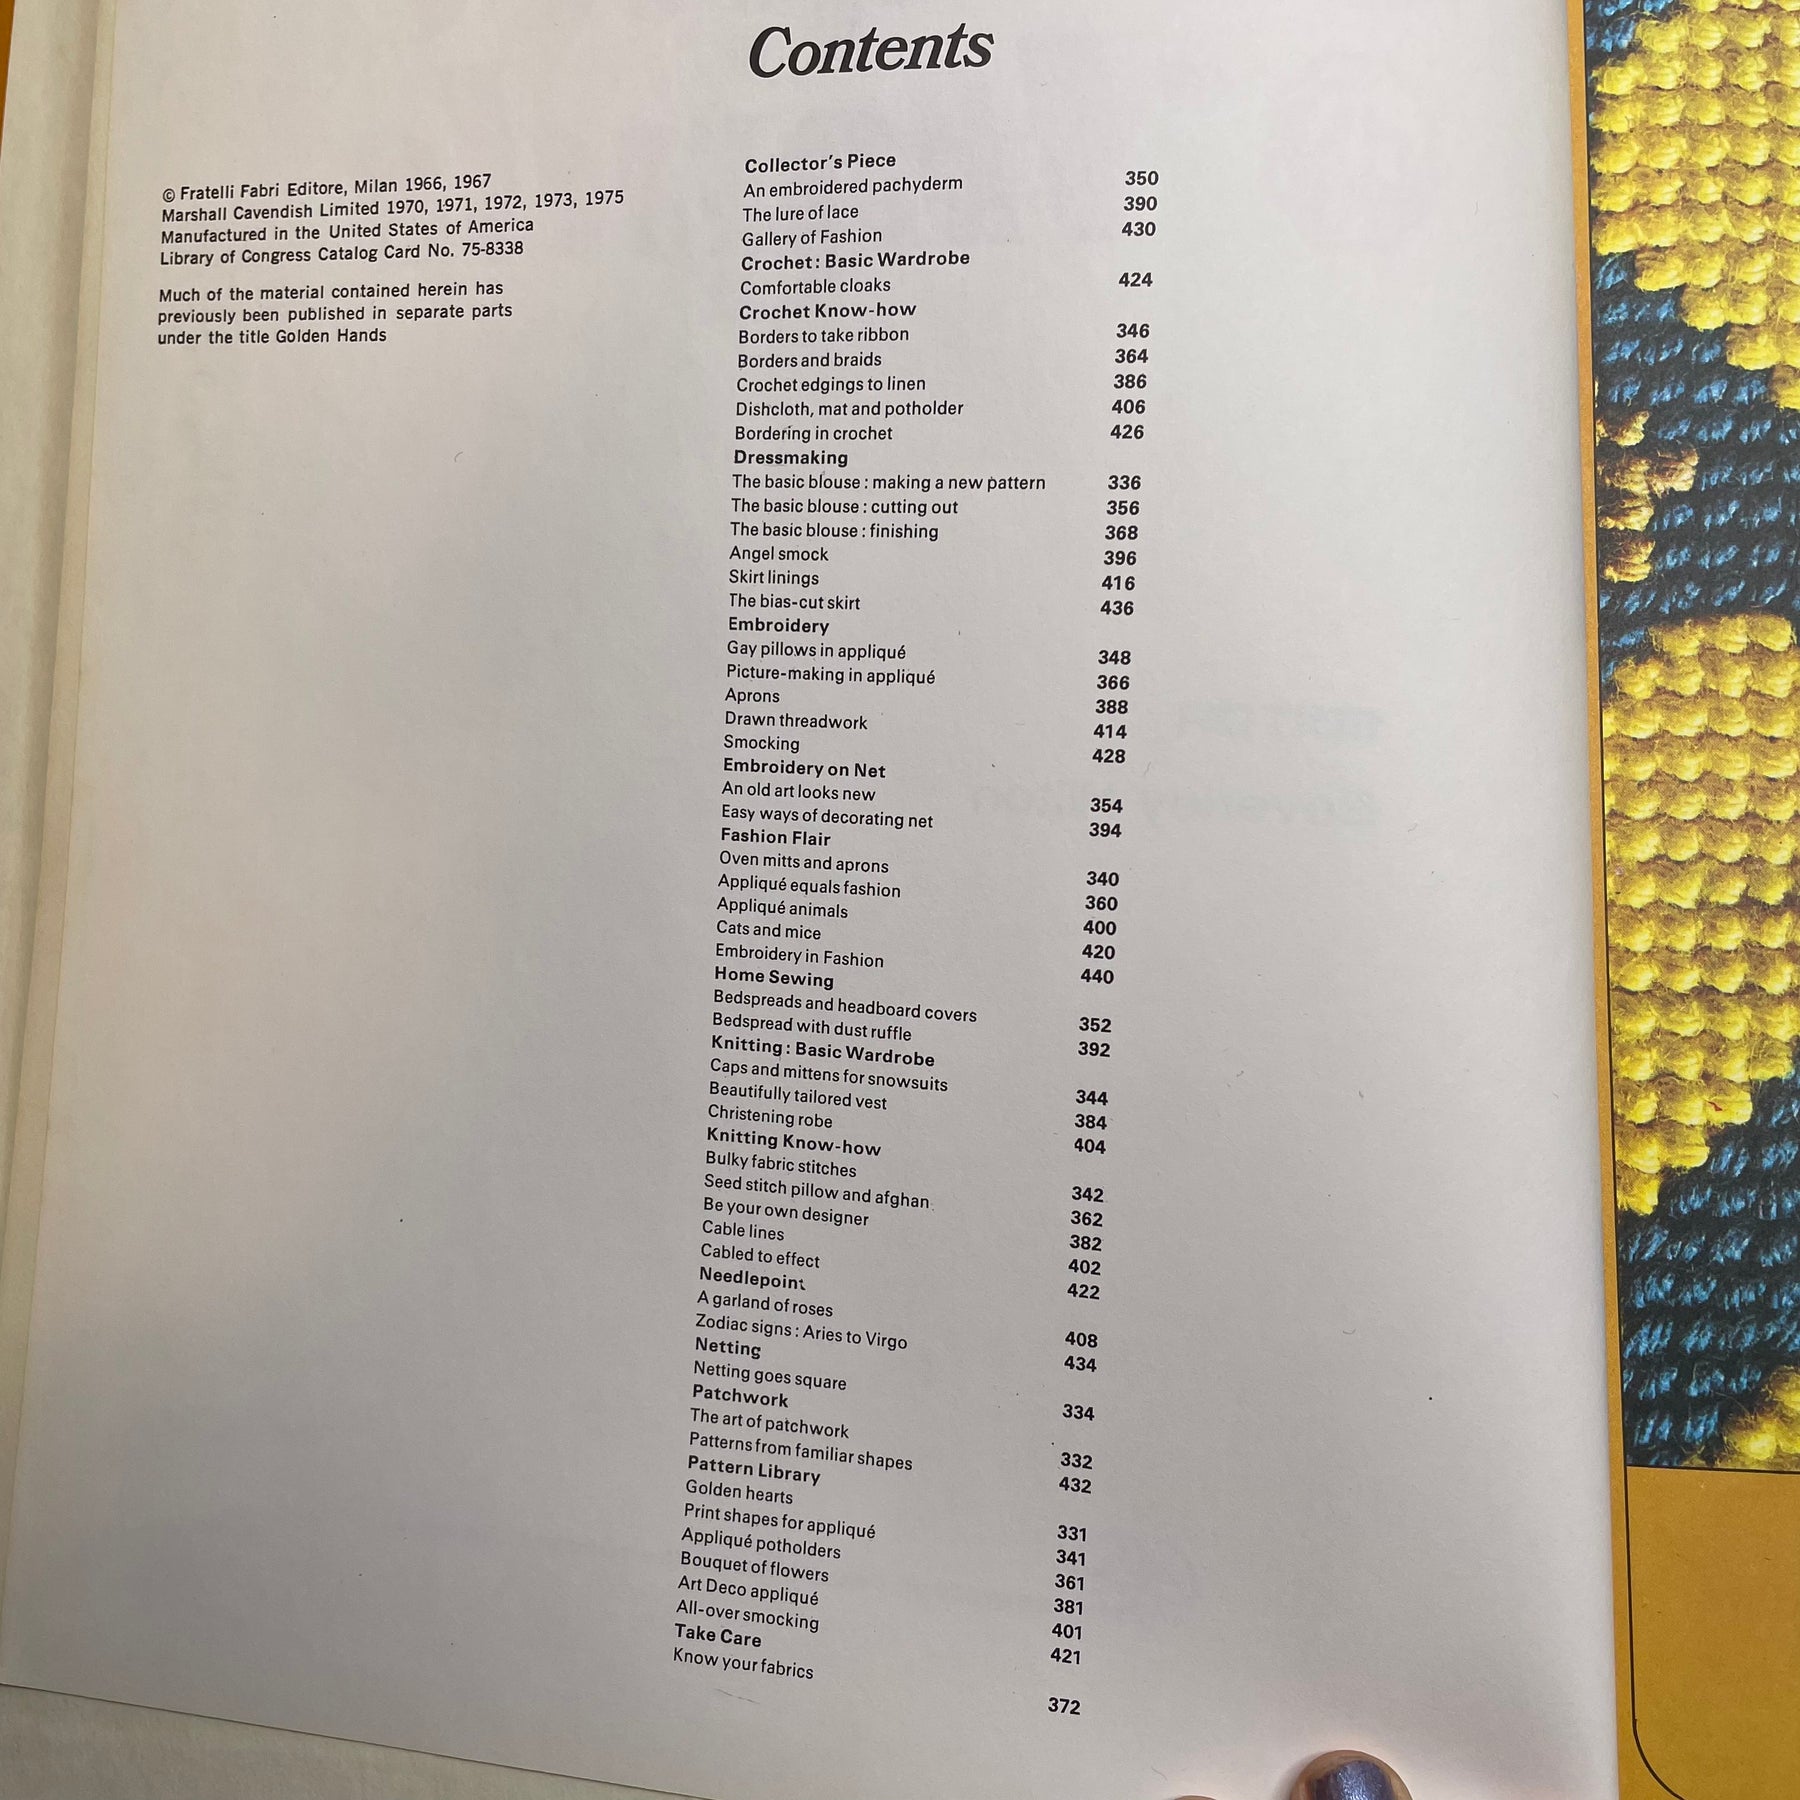 Contents
© Fratelli Fabri Editore, Milan 1966, 1967
Marshall Cavendish Limited 1970, 1971, 1972, 1973, 1975
Manufactured in the United States of America
Library of Congress Catalog Card No. 75-8338
Much of the material contained herein has
previously been published in separate parts
under the title Golden Hands
Collector's Piece
An embroidered pachyderm 350
The lure of lace 390
Gallery of Fashion 430
Crochet: Basic Wardrobe
Comfortable cloaks 424
Crochet Know-how
Borders to take ribbon 346
Borders and braids 364
Crochet edgings to linen 386
Dishcloth, mat and potholder 406
Bordering in crochet 426
Dressmaking
The basic blouse: making a new pattern 336
The basic blouse: cutting out 356
The basic blouse: finishing 368
Angel smock 396
Skirt linings 416
The bias-cut skirt 436
Embroidery
Gay pillows in appliqué 348
Picture-making in appliqué 366
Aprons 388
Drawn threadwork 414
Smocking 428
Embroidery on Net
An old art looks new 354
Easy ways of decorating net 394
Fashion Flair
Oven mitts and aprons 340
Appliqué equals fashion 360
Appliqué animals 400
Cats and mice 420
Embroidery in Fashion 440
Home Sewing
Bedspreads and headboard covers 352
Bedspread with dust ruffle 392
Knitting: Basic Wardrobe
Caps and mittens for snowsuits 344
Beautifully tailored vest 384
Christening robe 404
Knitting Know-how
Bulky fabric stitches 342
Seed stitch pillow and afghan 362
Be your own designer 382
Cable lines 402
Cabled to effect 422
Needlepoint
A garland of roses 408
Zodiac signs: Aries to Virgo 434
Netting
Netting goes square 334
Patchwork
The art of patchwork 332
Patterns from familiar shapes 432
Pattern Library
Golden hearts 331
Print shapes for appliqué 341
Appliqué potholders 361
Bouquet of flowers 381
Art Deco appliqué 401
All-over smocking 421
Take Care
Know your fabrics 372